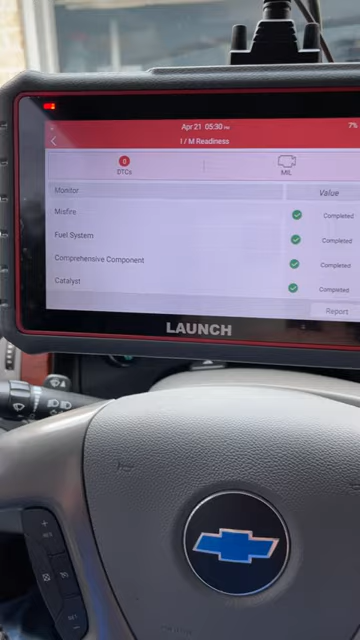 Apr 21 05:30 PM
7%
I / M Readiness
0
DTCs
MIL
Monitor Value
Misfire Completed
Fuel System Completed
Comprehensive Component Completed
Catalyst Completed
Report
LAUNCH